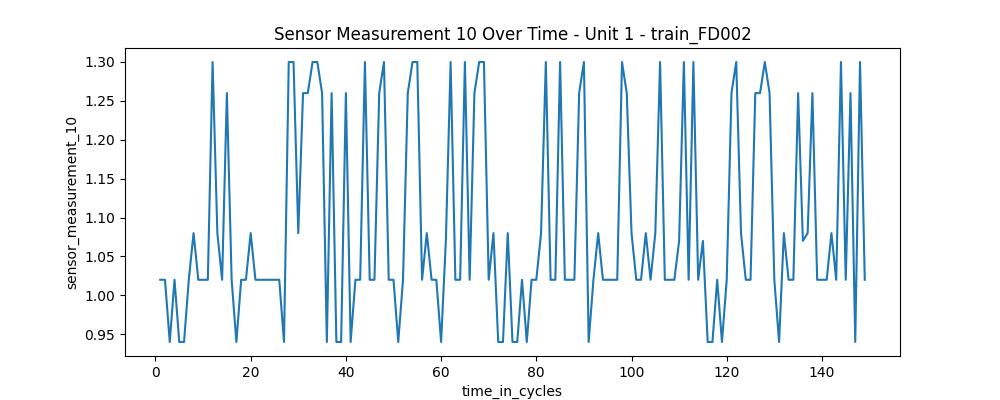 Sensor Measurement 10 Over Time - Unit 1 - train_FD002
1.30
1.25
1.20
1.15
1.10
1.05
1.00
0.95
sensor_measurement_10
0 20 40 60 80 100 120 140
time_in_cycles